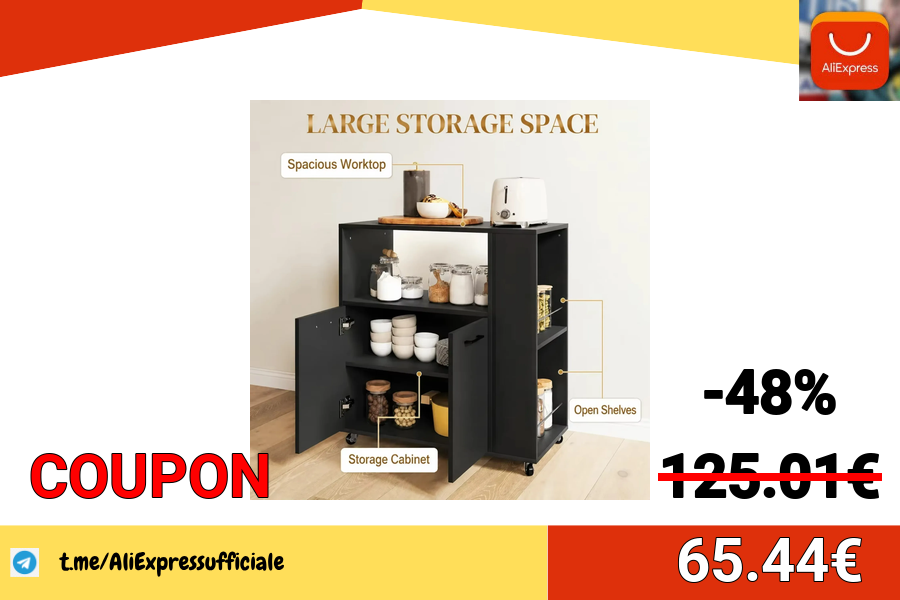 AliExpress
LARGE STORAGE SPACE
Spacious Worktop
Open Shelves
Storage Cabinet
-48%
COUPON
125.01€
t.me/AliExpressufficiale
65.44€